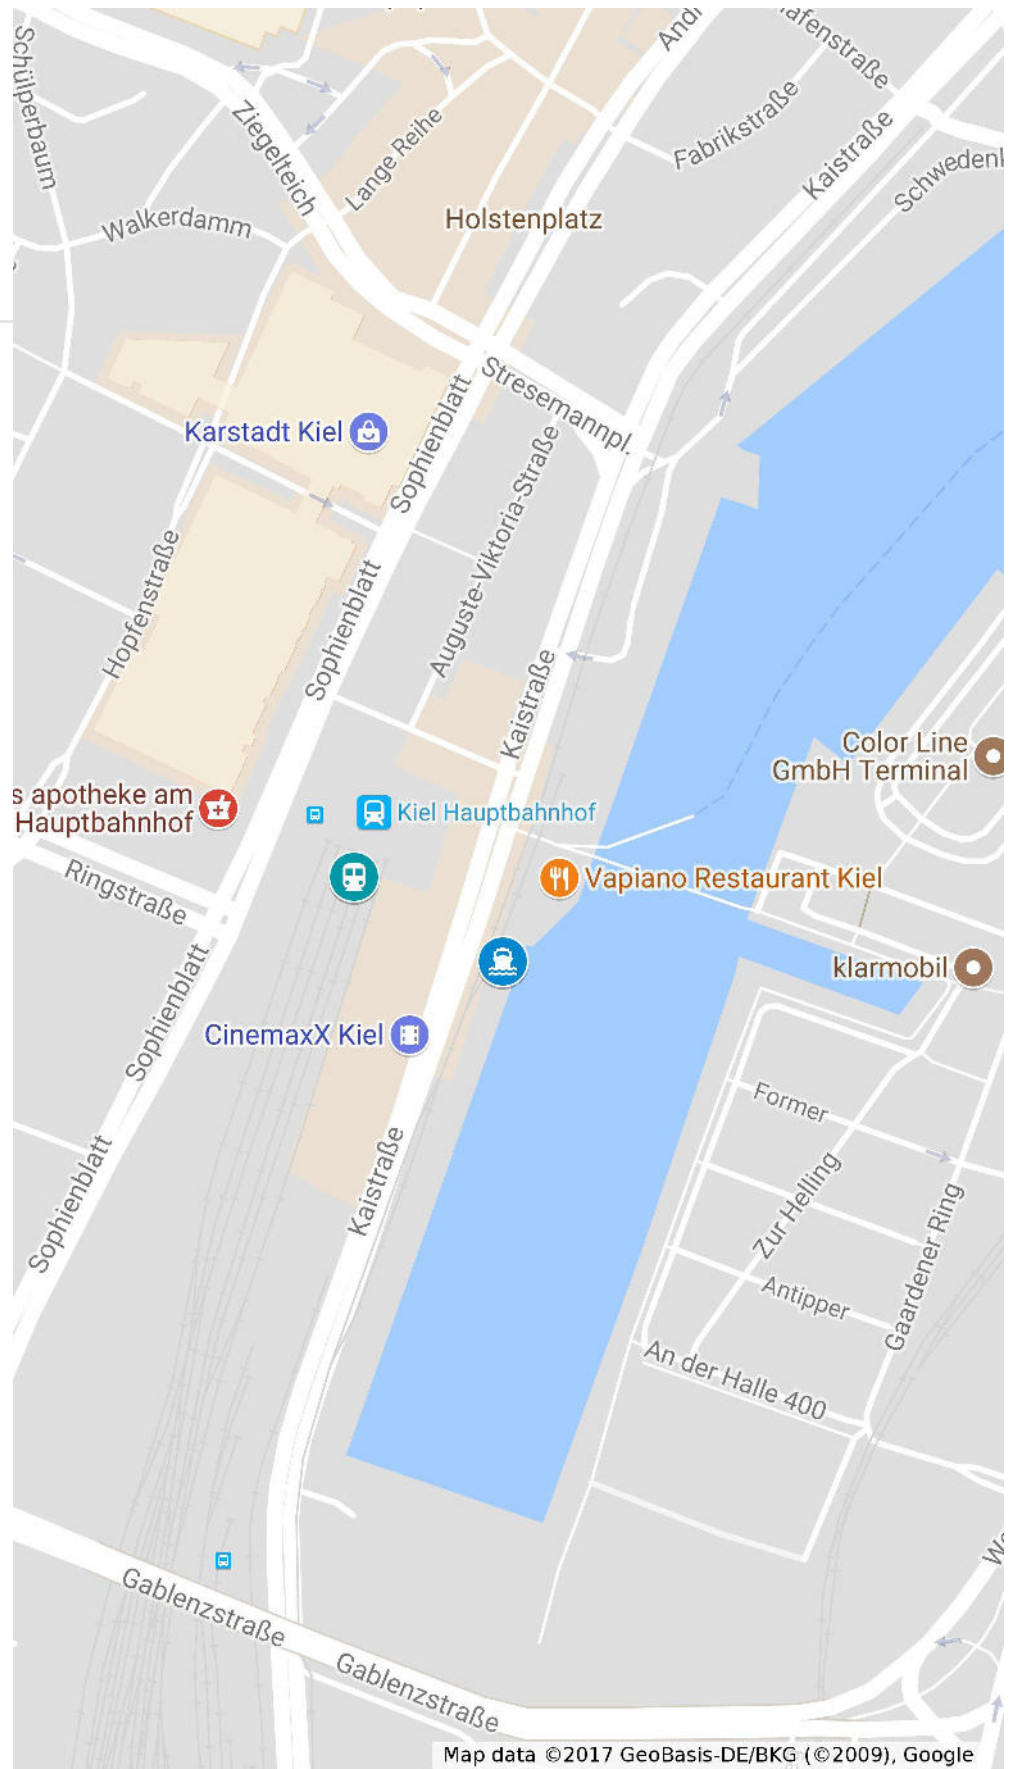 Schülperbaum
Ziegelteich
Lange Reihe
Walkerdamm
Holstenplatz
Fabrikstraße
Kaistraße
Stresemannpl.
Karstadt Kiel
Sophienblatt
Auguste-Viktoria-Straße
Hopfenstraße
Sophienblatt
Kaistraße
Color Line
GmbH Terminal
s apotheke am
Hauptbahnhof
Kiel Hauptbahnhof
Ringstraße
Vapiano Restaurant Kiel
Sophienblatt
klarmobil
CinemaxX Kiel
Former
Sophienblatt
Kaistraße
Zur Helling
Gaardener Ring
Antipper
An der Halle 400
Gablenzstraße
Gablenzstraße
Map data ©2017 GeoBasis-DE/BKG (©2009), Google